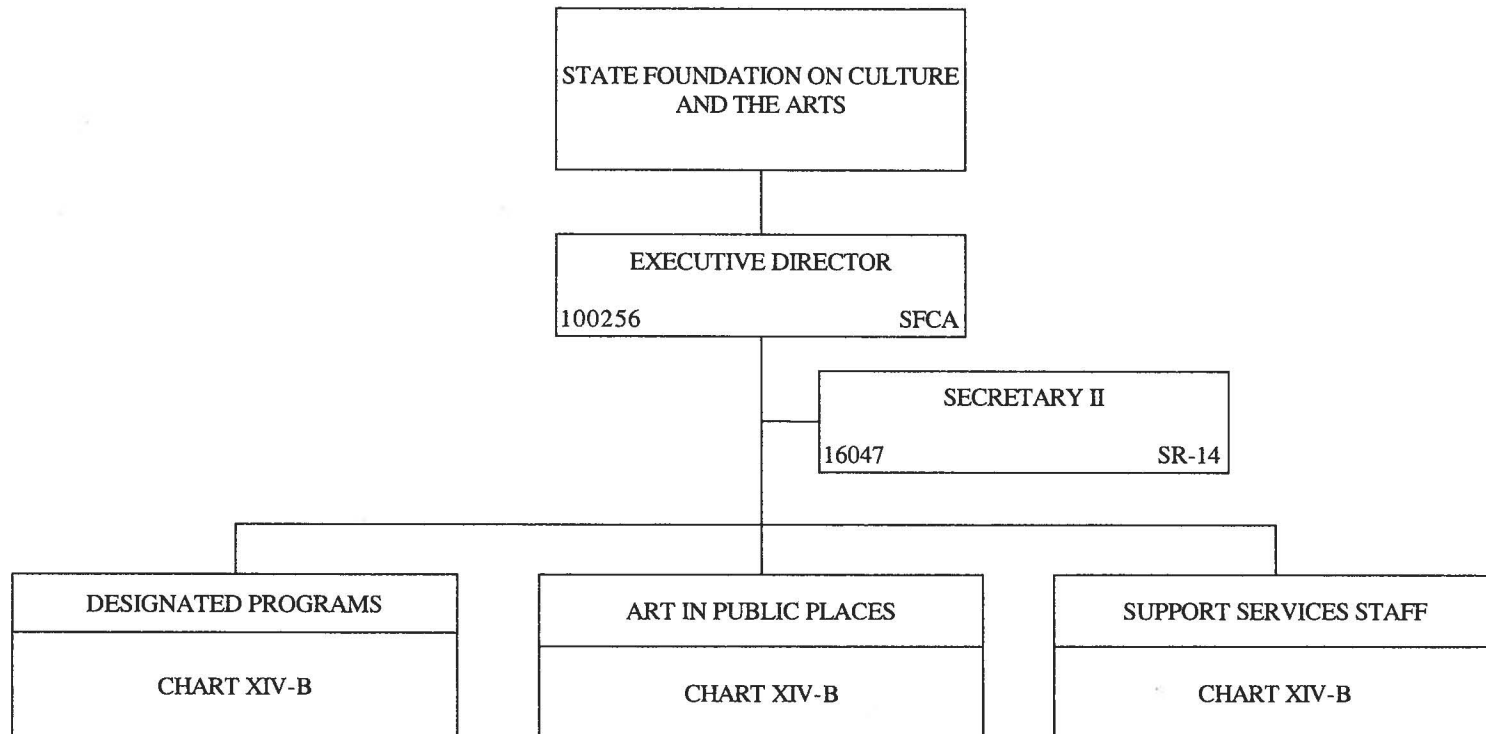 STATE FOUNDATION ON CULTURE
AND THE ARTS
EXECUTIVE DIRECTOR
100256 SFCA
SECRETARY II
16047 SR-14
DESIGNATED PROGRAMS
CHART XIV-B
ART IN PUBLIC PLACES
CHART XIV-B
SUPPORT SERVICES STAFF
CHART XIV-B